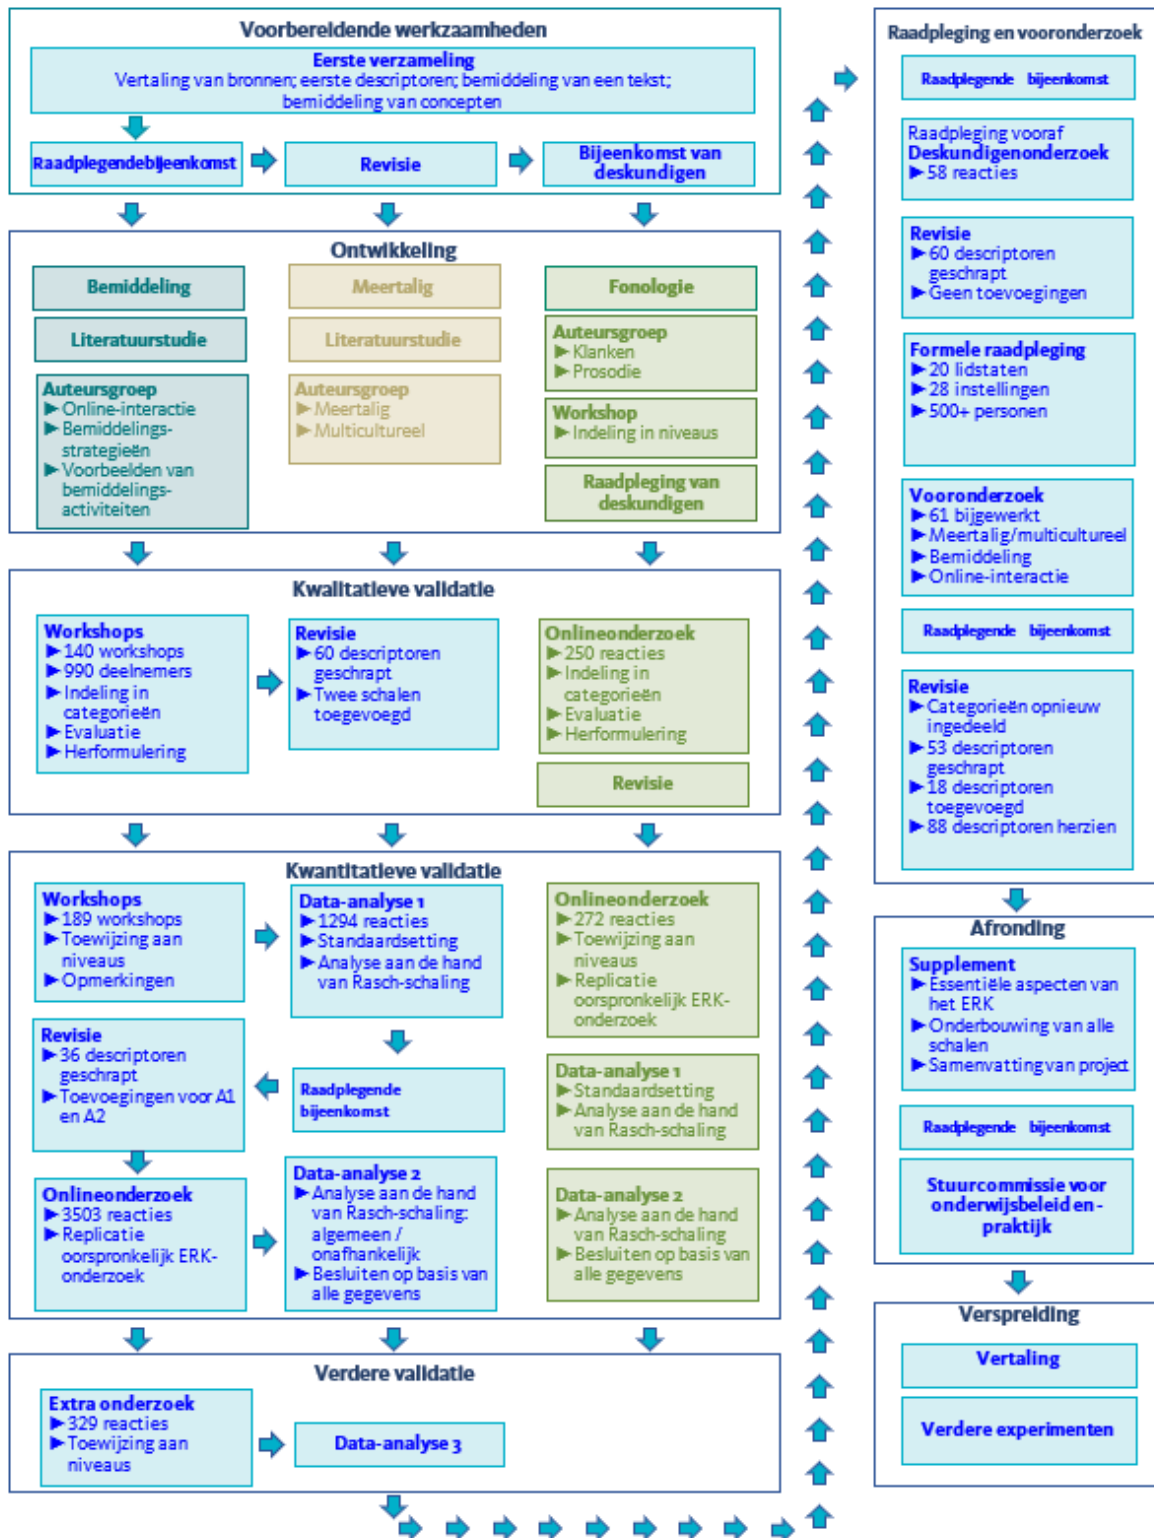 Voorbereidende werkzaamheden
Eerste verzameling
Vertaling van bronnen; eerste descriptoren; bemiddeling van een tekst;
bemiddeling van concepten
Raadplegendebijeenkomst
Revisie
Bijeenkomst van
deskundigen
Ontwikkeling
Bemiddeling
Literatuurstudie
Auteursgroep
►Online-interactie
►Bemiddelings-
strategieën
►Voorbeelden van
bemiddelings-
activiteiten
Meertalig
Literatuurstudie
Auteursgroep
►Meertalig
►Multicultureel
Fonologie
Auteursgroep
►Klanken
►Prosodie
Workshop
►Indeling in niveaus
Raadpleging van
deskundigen
Kwalitatieve validatie
Workshops
►140 workshops
►990 deelnemers
►Indeling in
categorieën
►Evaluatie
►Herformulering
Revisie
►60 descriptoren
geschrapt
►Twee schalen
toegevoegd
Onlineonderzoek
►250 reacties
►Indeling in
categorieën
►Evaluatie
►Herformulering
Revisie
Kwantitatieve validatie
Workshops
►189 workshops
►Toewijzing aan
niveaus
►Opmerkingen
Data-analyse 1
►1294 reacties
►Standaardsetting
►Analyse aan de hand
van Rasch-schaling
Revisie
►36 descriptoren
geschrapt
►Toevoegingen voor A1
en A2
Raadplegende
bijeenkomst
Onlineonderzoek
►3503 reacties
►Replicatie
oorspronkelijk ERK-
onderzoek
Data-analyse 2
►Analyse aan de hand
van Rasch-schaling:
algemeen /
onafhankelijk
►Besluiten op basis van
alle gegevens
Onlineonderzoek
►272 reacties
►Toewijzing aan
niveaus
►Replicatie
oorspronkelijk ERK-
onderzoek
Data-analyse 1
►Standaardsetting
►Analyse aan de hand
van Rasch-schaling
Data-analyse 2
►Analyse aan de hand
van Rasch-schaling
►Besluiten op basis van
alle gegevens
Verdere validatie
Extra onderzoek
►329 reacties
►Toewijzing aan
niveaus
Data-analyse 3
Raadpleging en vooronderzoek
Raadplegende bijeenkomst
Raadpleging vooraf
Deskundigenonderzoek
►58 reacties
Revisie
►60 descriptoren
geschrapt
►Geen toevoegingen
Formele raadpleging
►20 lidstaten
►28 instellingen
►500+ personen
Vooronderzoek
►61 bijgewerkt
►Meertalig/multicultureel
►Bemiddeling
►Online-interactie
Raadplegende bijeenkomst
Revisie
►Categorieën opnieuw
ingedeeld
►53 descriptoren
geschrapt
►18 descriptoren
toegevoegd
►88 descriptoren herzien
Afronding
Supplement
►Essentiële aspecten van
het ERK
►Onderbouwing van alle
schalen
►Samenvatting van project
Raadplegende bijeenkomst
Stuurcommissie voor
onderwijsbeleid en-
praktijk
Verspreiding
Vertaling
Verdere experimenten